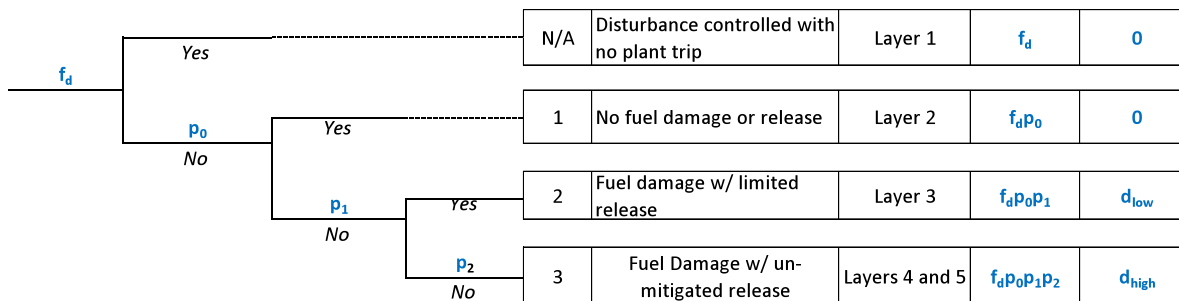 N/A Disturbance controlled with no plant trip Layer 1 fd 0
Yes
fd
p0
No
Yes
1 No fuel damage or release Layer 2 fdp0 0
p1
No
Yes
2 Fuel damage w/ limited release Layer 3 fdp0p1 dlow
p2
No
3 Fuel Damage w/ un-mitigated release Layers 4 and 5 fdp0p1p2 dhigh